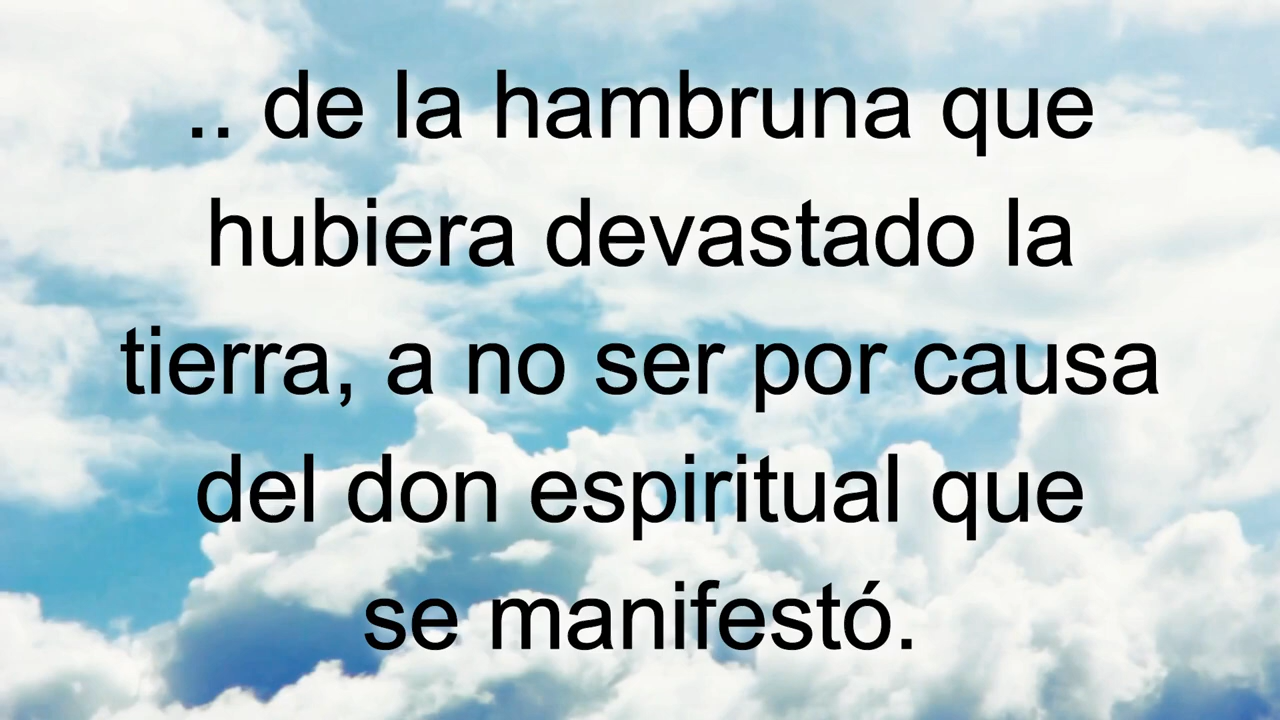 .. de la hambruna que
hubiera devastado la
tierra, a no ser por causa
del don espiritual que
se manifestó.